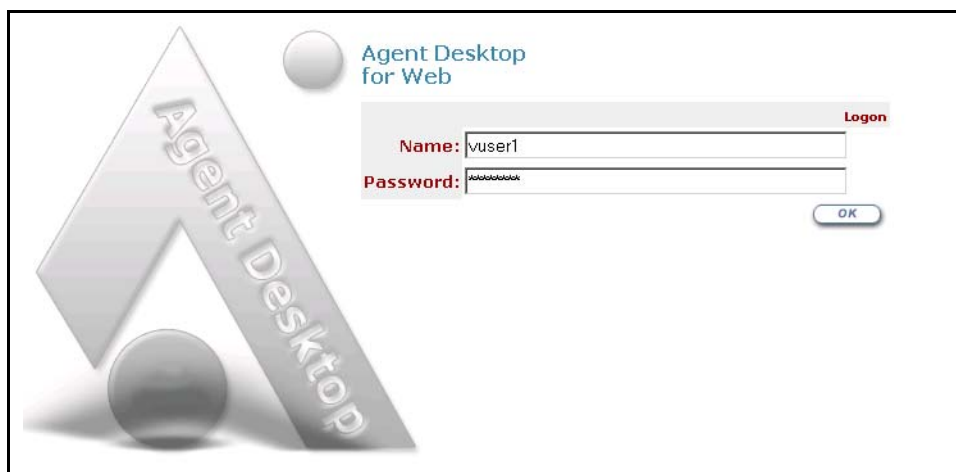 Agent Desktop
Agent Desktop
for Web
Logon
Name: vuser1
Password: ********
OK